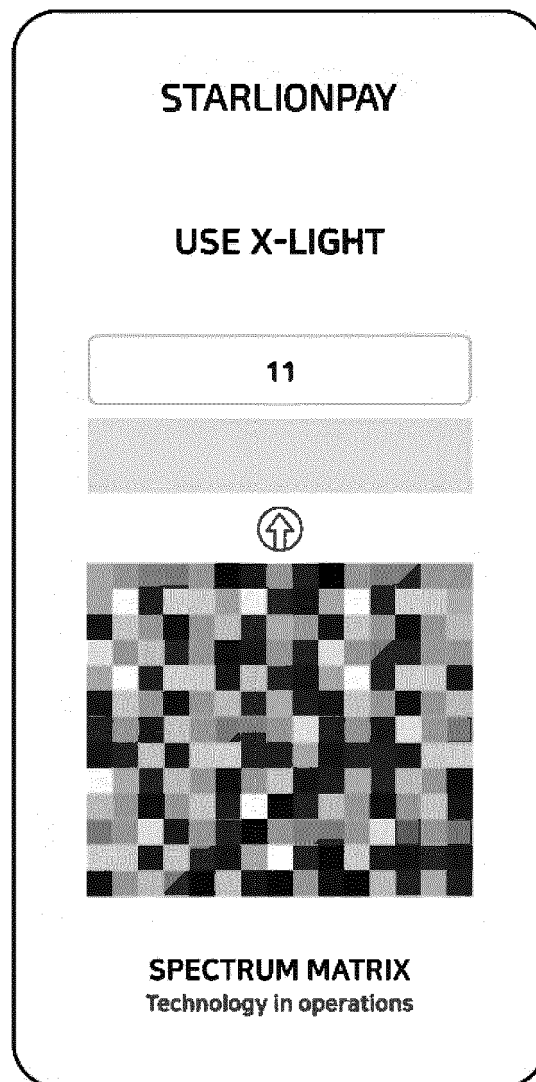 STARLIONPAY
USE X-LIGHT
11
SPECTRUM MATRIX
Technology in operations